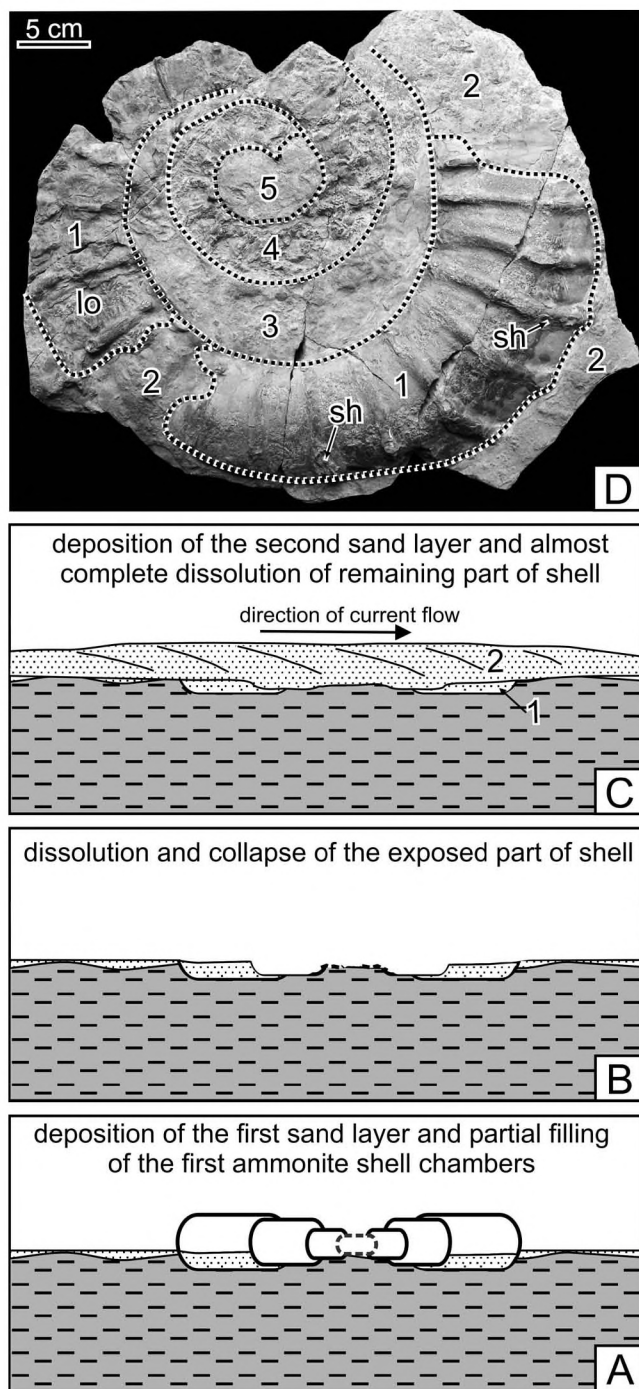 5 cm
2
5
1
4
lo
3
sh
2
1
2
sh
D
deposition of the second sand layer and almost
complete dissolution of remaining part of shell
direction of current flow
2
1
C
dissolution and collapse of the exposed part of shell
B
deposition of the first sand layer and partial filling
of the first ammonite shell chambers
A